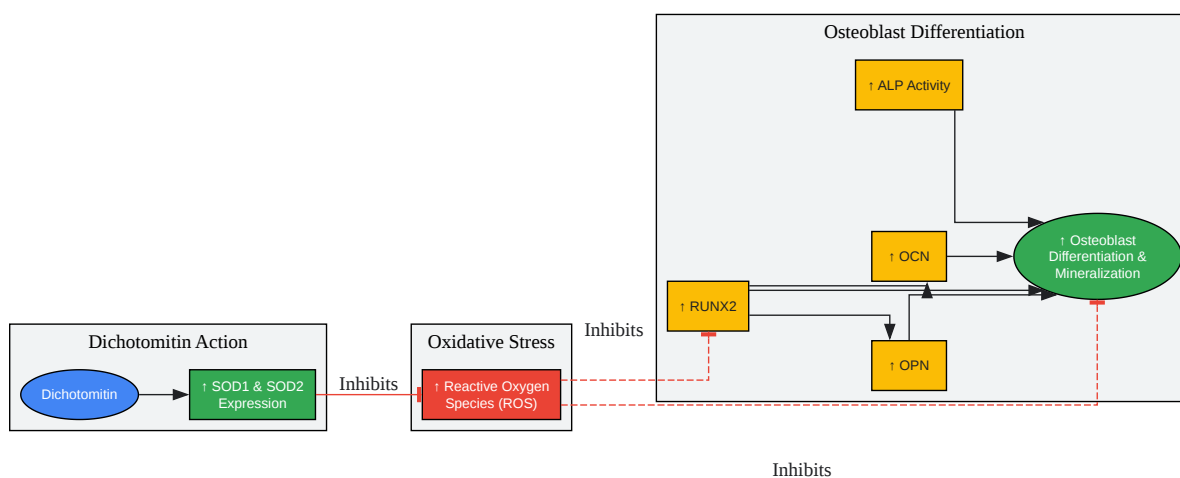 Osteoblast Differentiation
↑ ALP Activity
↑ OCN
↑ Osteoblast
Differentiation &
Mineralization
↑ RUNX2
↑ OPN
Inhibits
Dichotomitin Action
Dichotomitin
↑ SOD1 & SOD2
Expression
Inhibits
Oxidative Stress
↑ Reactive Oxygen
Species (ROS)
Inhibits